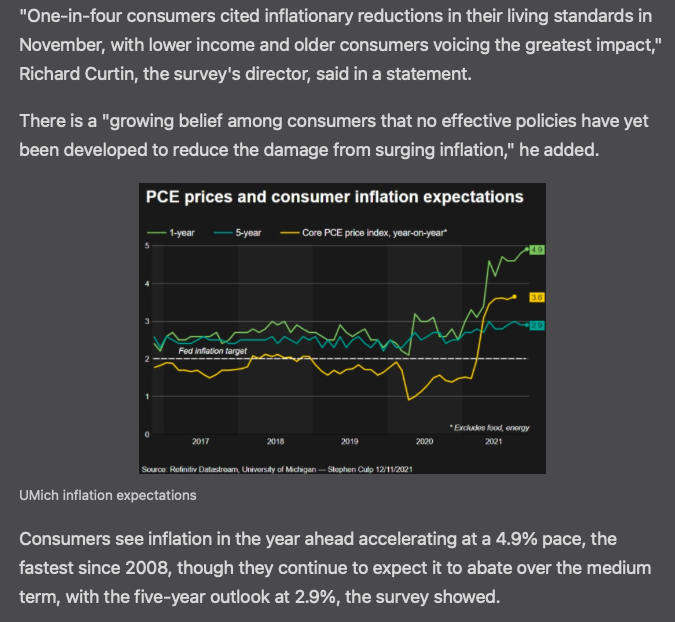 "One-in-four consumers cited inflationary reductions in their living standards in
November, with lower income and older consumers voicing the greatest impact,"
Richard Curtin, the survey's director, said in a statement.
There is a "growing belief among consumers that no effective policies have yet
been developed to reduce the damage from surging inflation," he added.
PCE prices and consumer inflation expectations
1-year 5-year Core PCE price index, year-on-year*
5
4.9
4
3.6
3
2.9
Fed inflation target
2
1
* Excludes food, energy
0
2017 2018 2019 2020 2021
Source: Refinitiv Datastream, University of Michigan — Stephen Culp 12/11/2021
UMich inflation expectations
Consumers see inflation in the year ahead accelerating at a 4.9% pace, the
fastest since 2008, though they continue to expect it to abate over the medium
term, with the five-year outlook at 2.9%, the survey showed.